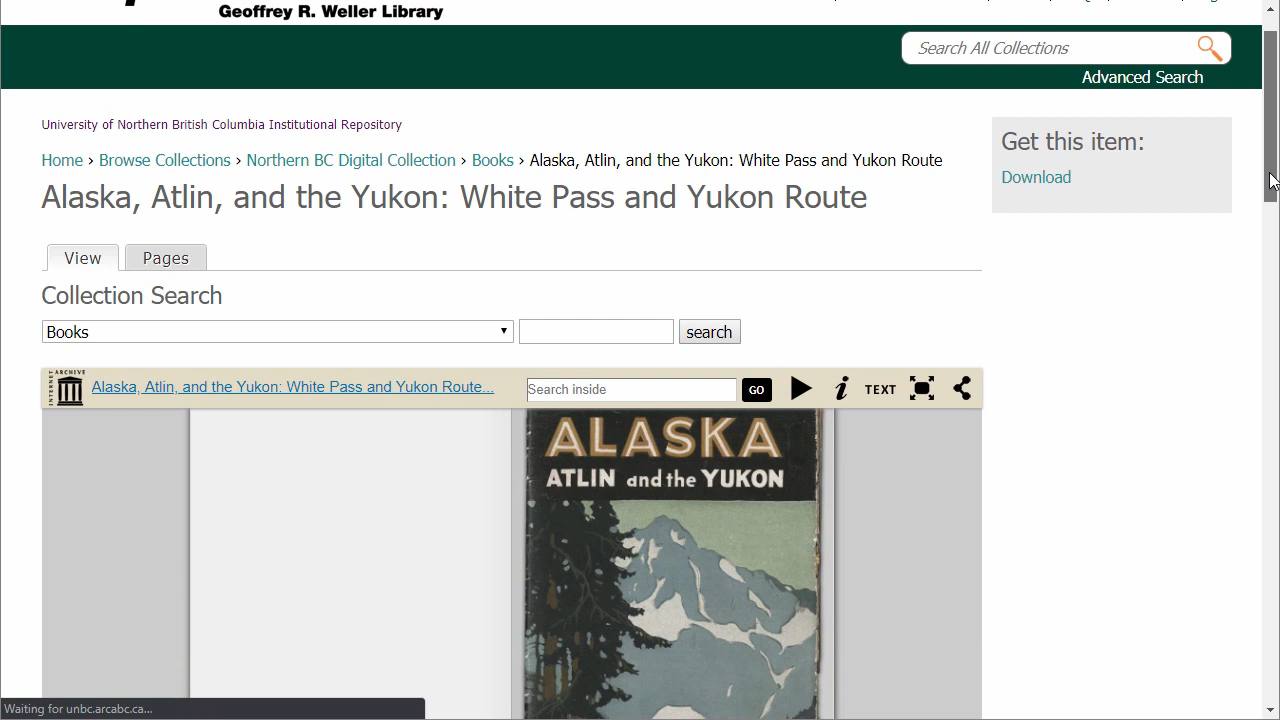 Geoffrey R. Weller Library
Search All Collections
Advanced Search
University of Northern British Columbia Institutional Repository
Home › Browse Collections › Northern BC Digital Collection › Books › Alaska, Atlin, and the Yukon: White Pass and Yukon Route
Get this item:
Download
Alaska, Atlin, and the Yukon: White Pass and Yukon Route
View
Pages
Collection Search
Books
search
INTERNET ARCHIVE
Alaska, Atlin, and the Yukon: White Pass and Yukon Route...
Search inside
GO
TEXT
ALASKA
ATLIN and the YUKON
Waiting for unbc.arcabc.ca...